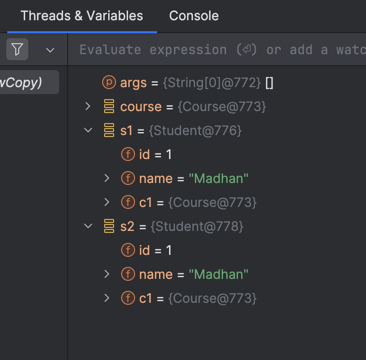 Threads & Variables Console
Evaluate expression (⏎) or add a watc
wCopy)
args = {String[0]@772} []
course = {Course@773}
s1 = {Student@776}
id = 1
name = "Madhan"
c1 = {Course@773}
s2 = {Student@778}
id = 1
name = "Madhan"
c1 = {Course@773}